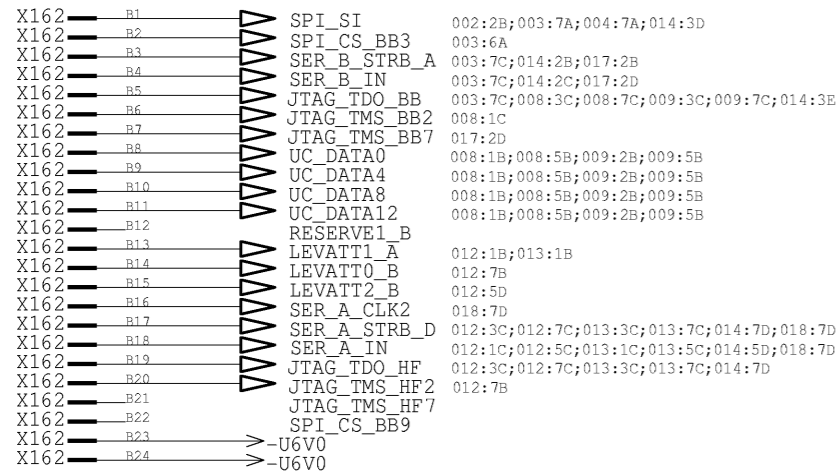 X162 B1 SPI_SI 002:2B;003:7A;004:7A;014:3D
X162 B2 SPI_CS_BB3 003:6A
X162 B3 SER_B_STRB_A 003:7C;014:2B;017:2B
X162 B4 SER_B_IN 003:7C;014:2C;017:2D
X162 B5 JTAG_TDO_BB 003:7C;008:3C;008:7C;009:3C;009:7C;014:3E
X162 B6 JTAG_TMS_BB2 008:1C
X162 B7 JTAG_TMS_BB7 017:2D
X162 B8 UC_DATA0 008:1B;008:5B;009:2B;009:5B
X162 B9 UC_DATA4 008:1B;008:5B;009:2B;009:5B
X162 B10 UC_DATA8 008:1B;008:5B;009:2B;009:5B
X162 B11 UC_DATA12 008:1B;008:5B;009:2B;009:5B
X162 B12 RESERVE1_B
X162 B13 LEVATT1_A 012:1B;013:1B
X162 B14 LEVATT0_B 012:7B
X162 B15 LEVATT2_B 012:5D
X162 B16 SER_A_CLK2 018:7D
X162 B17 SER_A_STRB_D 012:3C;012:7C;013:3C;013:7C;014:7D;018:7D
X162 B18 SER_A_IN 012:1C;012:5C;013:1C;013:5C;014:5D;018:7D
X162 B19 JTAG_TDO_HF 012:3C;012:7C;013:3C;013:7C;014:7D
X162 B20 JTAG_TMS_HF2 012:7B
X162 B21 JTAG_TMS_HF7
X162 B22 SPI_CS_BB9
X162 B23 -U6V0
X162 B24 -U6V0